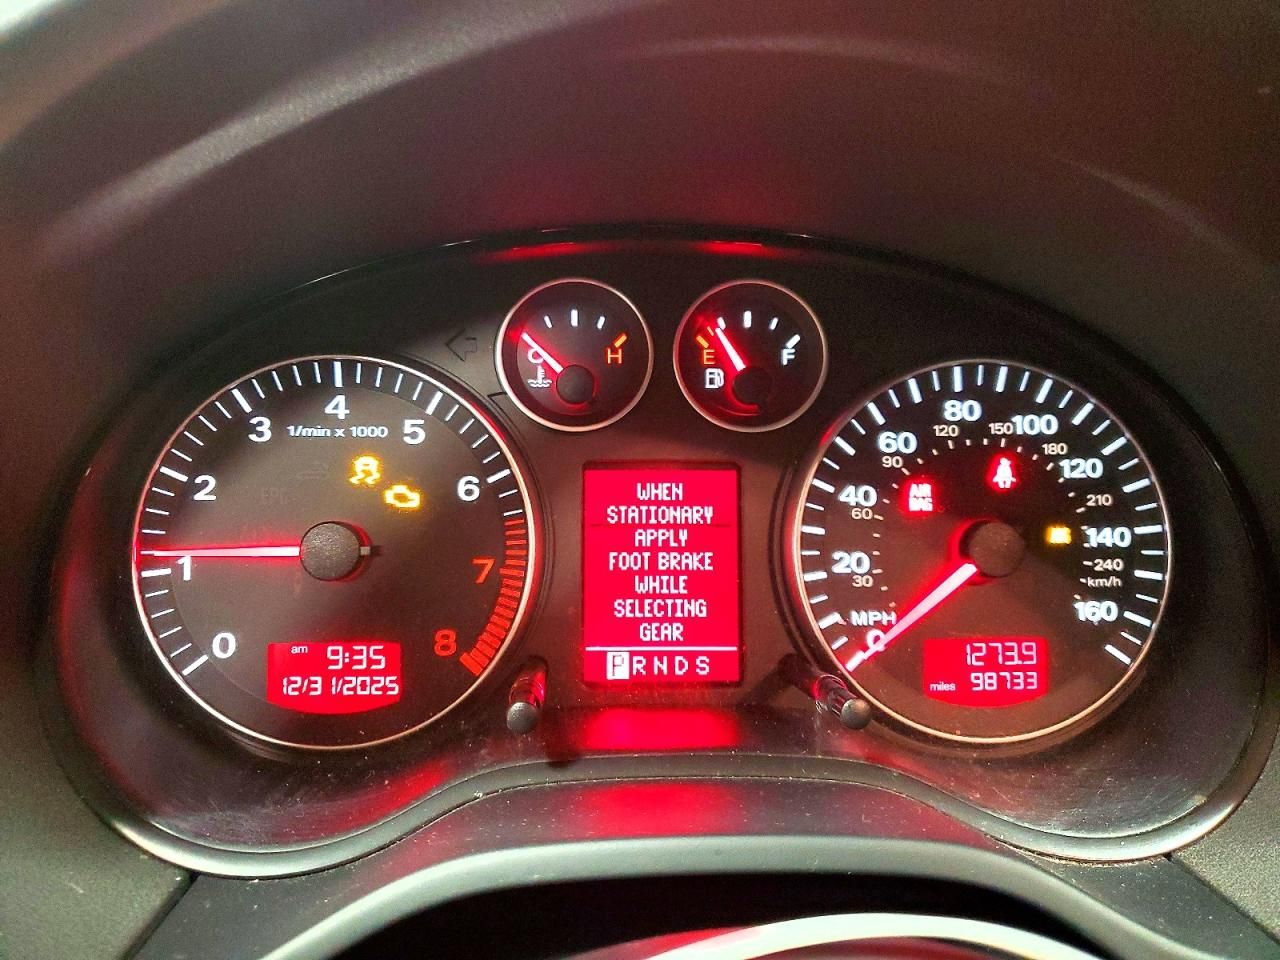 C
H
E
F
0
1
2
3
4
5
6
7
8
1/min x 1000
am 9:35
12/31/2025
WHEN
STATIONARY
APPLY
FOOT BRAKE
WHILE
SELECTING
GEAR
P R N D S
0
20
40
60
80
100
120
140
160
30
60
90
120
150
180
210
240
km/h
MPH
AIR
BAG
1273.9
miles 98733